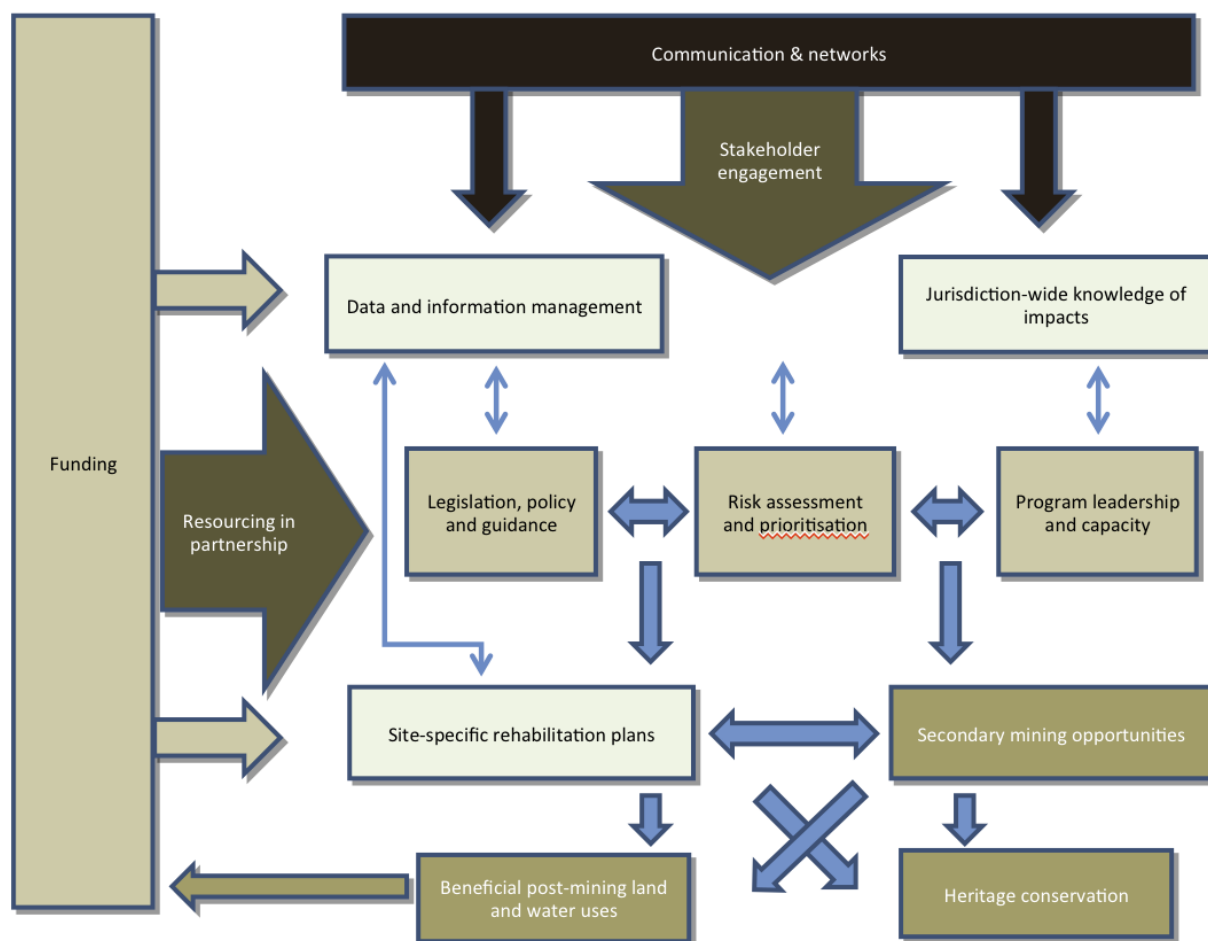 Communication & networks
Stakeholder
engagement
Data and information management
Jurisdiction-wide knowledge of
impacts
Funding
Resourcing in
partnership
Legislation, policy
and guidance
Risk assessment
and prioritisation
Program leadership
and capacity
Site-specific rehabilitation plans
Secondary mining opportunities
Beneficial post-mining land
and water uses
Heritage conservation